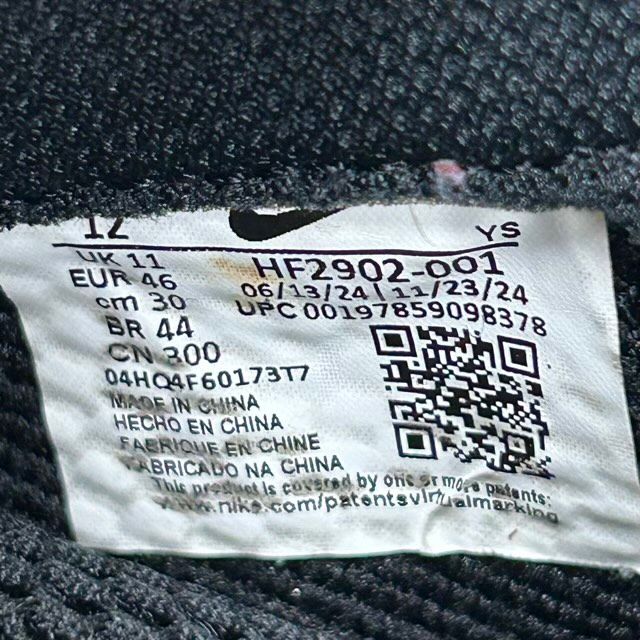 12
YS
UK 11
HF2902-001
EUR 46
06/13/24 | 11/23/24
cm 30
UPC 00197859098378
BR 44
CN 300
04HQ4F60173T7
MADE IN CHINA
HECHO EN CHINA
FABRIQUE EN CHINE
FABRICADO NA CHINA
This product is covered by one or more patents:
www.nike.com/patentsvirtualmarking